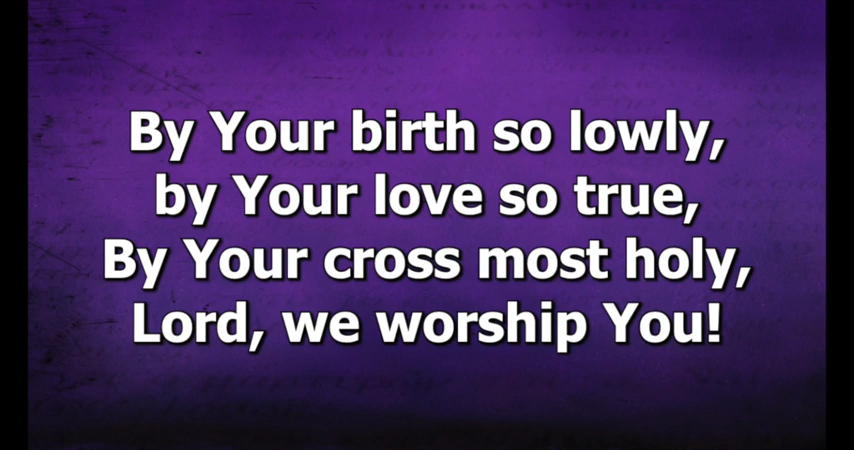 By Your birth so lowly,
by Your love so true,
By Your cross most holy,
Lord, we worship You!